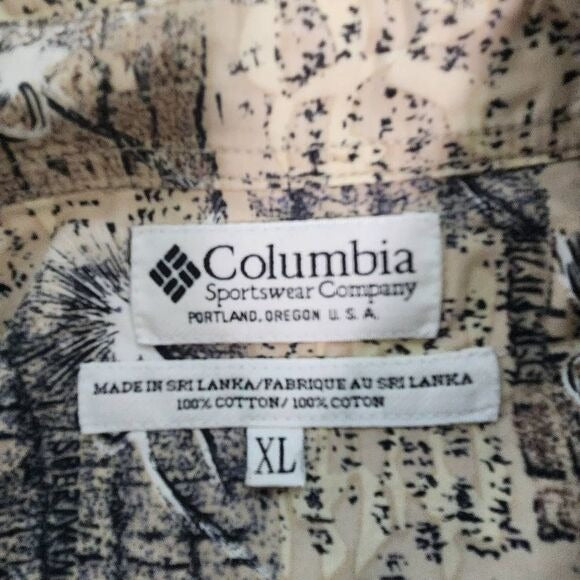 Columbia
Sportswear Company
PORTLAND, OREGON U. S. A.
MADE IN SRI LANKA/FABRIQUE AU SRI LANKA
100% COTTON/ 100% COTON
XL